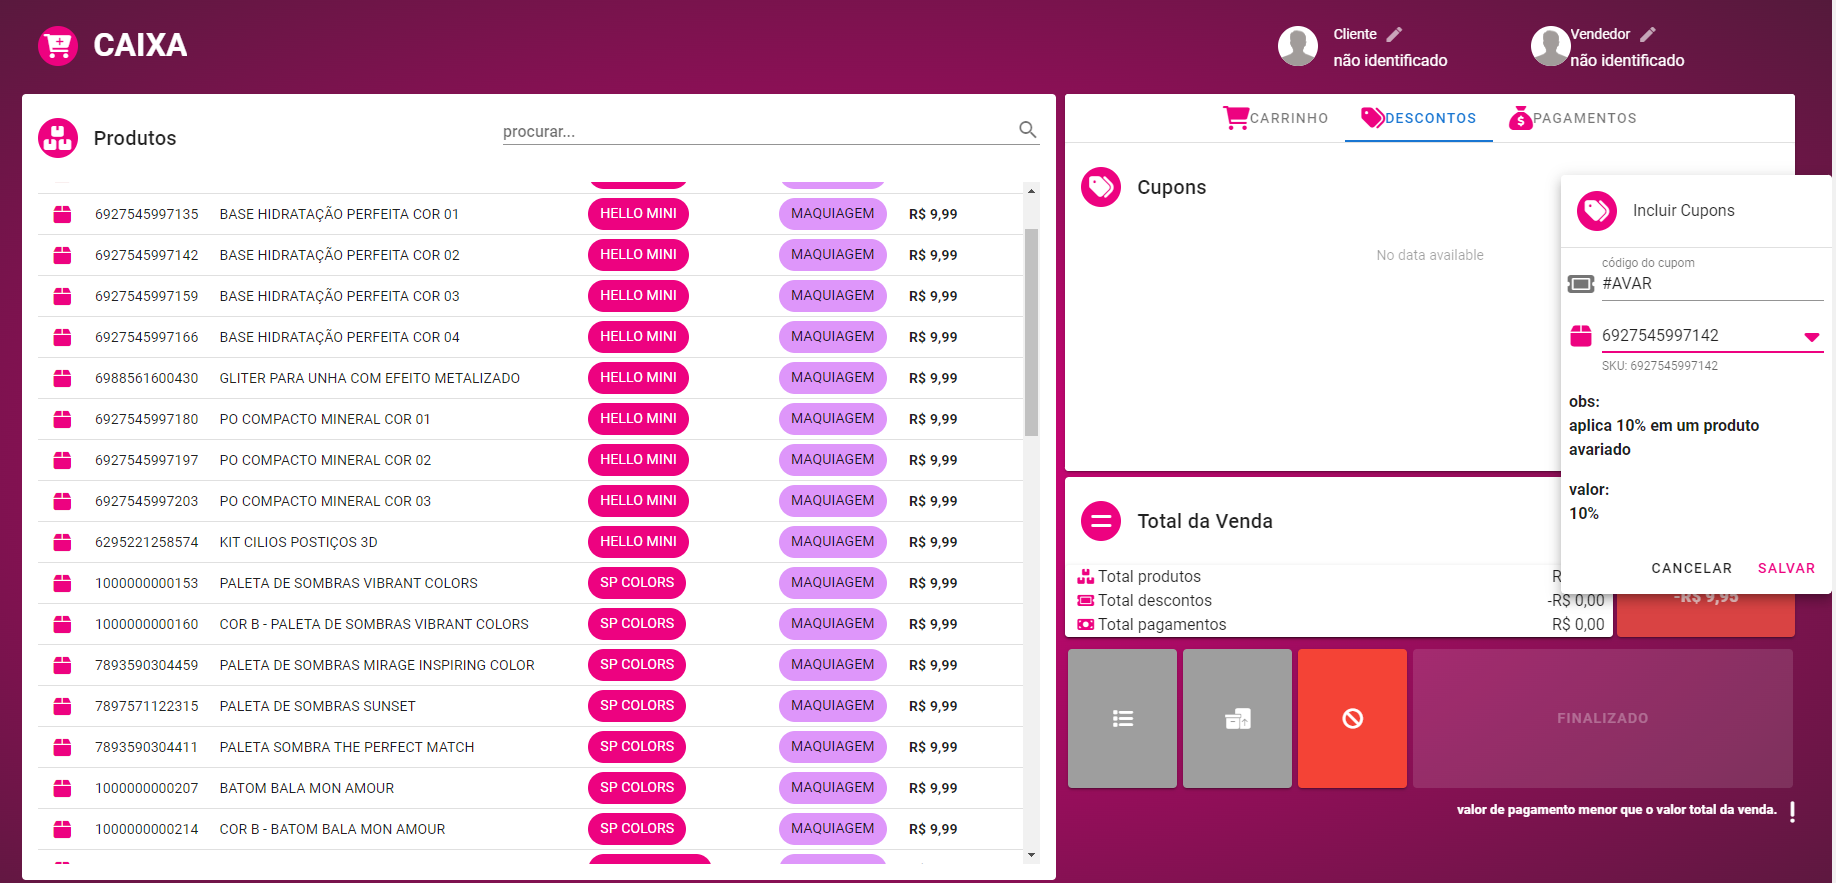 CAIXA
Cliente
não identificado
Vendedor
não identificado
Produtos
procurar...
6927545997135 BASE HIDRATAÇÃO PERFEITA COR 01 HELLO MINI MAQUIAGEM R$ 9,99
6927545997142 BASE HIDRATAÇÃO PERFEITA COR 02 HELLO MINI MAQUIAGEM R$ 9,99
6927545997159 BASE HIDRATAÇÃO PERFEITA COR 03 HELLO MINI MAQUIAGEM R$ 9,99
6927545997166 BASE HIDRATAÇÃO PERFEITA COR 04 HELLO MINI MAQUIAGEM R$ 9,99
6988561600430 GLITER PARA UNHA COM EFEITO METALIZADO HELLO MINI MAQUIAGEM R$ 9,99
6927545997180 PO COMPACTO MINERAL COR 01 HELLO MINI MAQUIAGEM R$ 9,99
6927545997197 PO COMPACTO MINERAL COR 02 HELLO MINI MAQUIAGEM R$ 9,99
6927545997203 PO COMPACTO MINERAL COR 03 HELLO MINI MAQUIAGEM R$ 9,99
6295221258574 KIT CILIOS POSTIÇOS 3D HELLO MINI MAQUIAGEM R$ 9,99
1000000000153 PALETA DE SOMBRAS VIBRANT COLORS SP COLORS MAQUIAGEM R$ 9,99
1000000000160 COR B - PALETA DE SOMBRAS VIBRANT COLORS SP COLORS MAQUIAGEM R$ 9,99
7893590304459 PALETA DE SOMBRAS MIRAGE INSPIRING COLOR SP COLORS MAQUIAGEM R$ 9,99
7897571122315 PALETA DE SOMBRAS SUNSET SP COLORS MAQUIAGEM R$ 9,99
7893590304411 PALETA SOMBRA THE PERFECT MATCH SP COLORS MAQUIAGEM R$ 9,99
1000000000207 BATOM BALA MON AMOUR SP COLORS MAQUIAGEM R$ 9,99
1000000000214 COR B - BATOM BALA MON AMOUR SP COLORS MAQUIAGEM R$ 9,99
CARRINHO DESCONTOS PAGAMENTOS
Cupons
No data available
Incluir Cupons
código do cupom
#AVAR
6927545997142
SKU: 6927545997142
obs:
aplica 10% em um produto
avariado
valor:
10%
CANCELAR SALVAR
Total da Venda
Total produtos R
Total descontos -R$ 0,00
Total pagamentos R$ 0,00
-R$ 9,95
FINALIZADO
valor de pagamento menor que o valor total da venda.